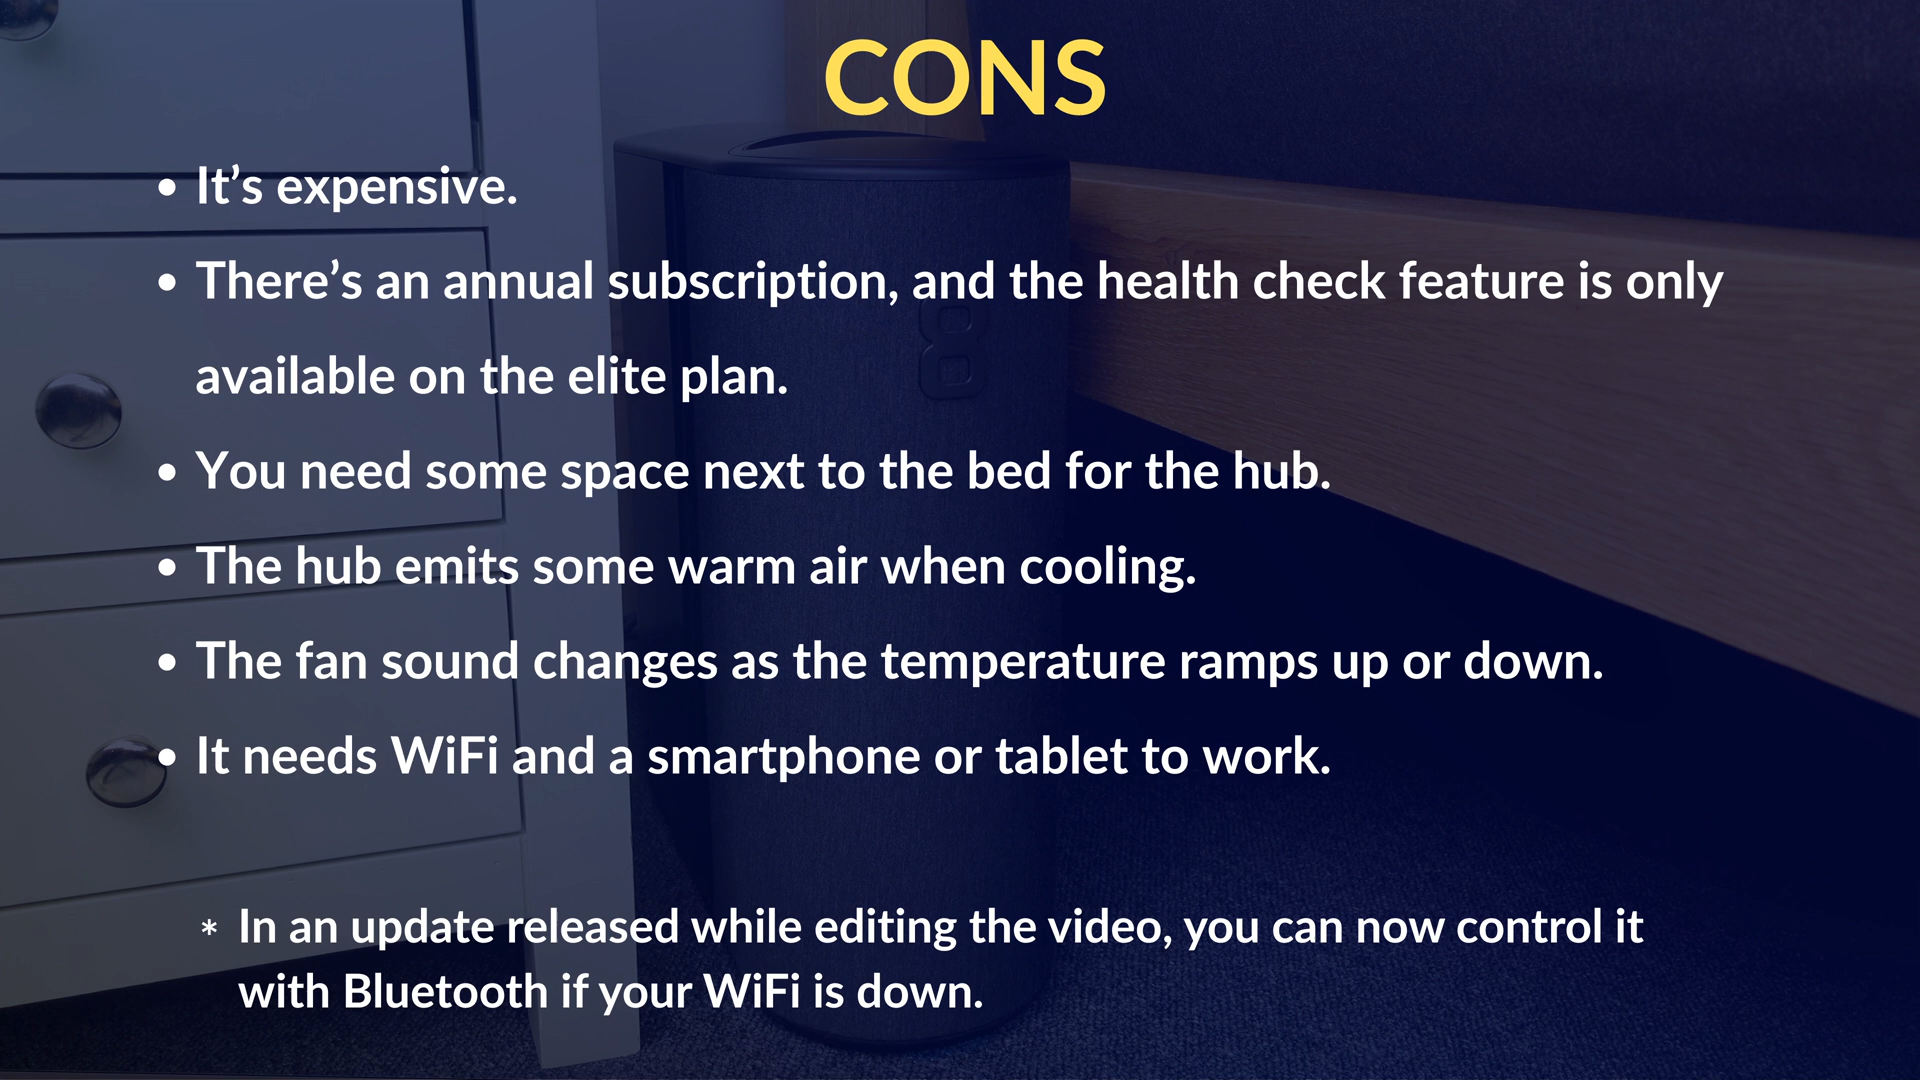 CONS
• It’s expensive.
• There’s an annual subscription, and the health check feature is only
available on the elite plan.
8
• You need some space next to the bed for the hub.
• The hub emits some warm air when cooling.
• The fan sound changes as the temperature ramps up or down.
• It needs WiFi and a smartphone or tablet to work.
* In an update released while editing the video, you can now control it
with Bluetooth if your WiFi is down.